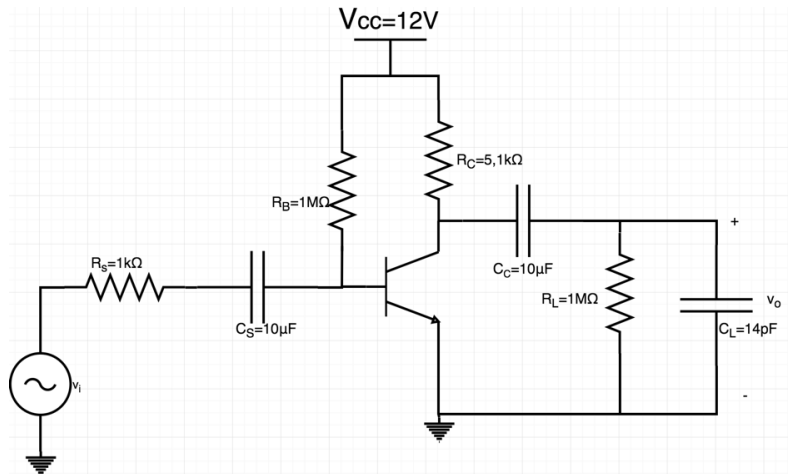 Vcc=12V
RC=5,1kΩ
RB=1MΩ
RS=1kΩ
CC=10µF
RL=1MΩ
+
vo
CS=10µF
CL=14pF
vi
-